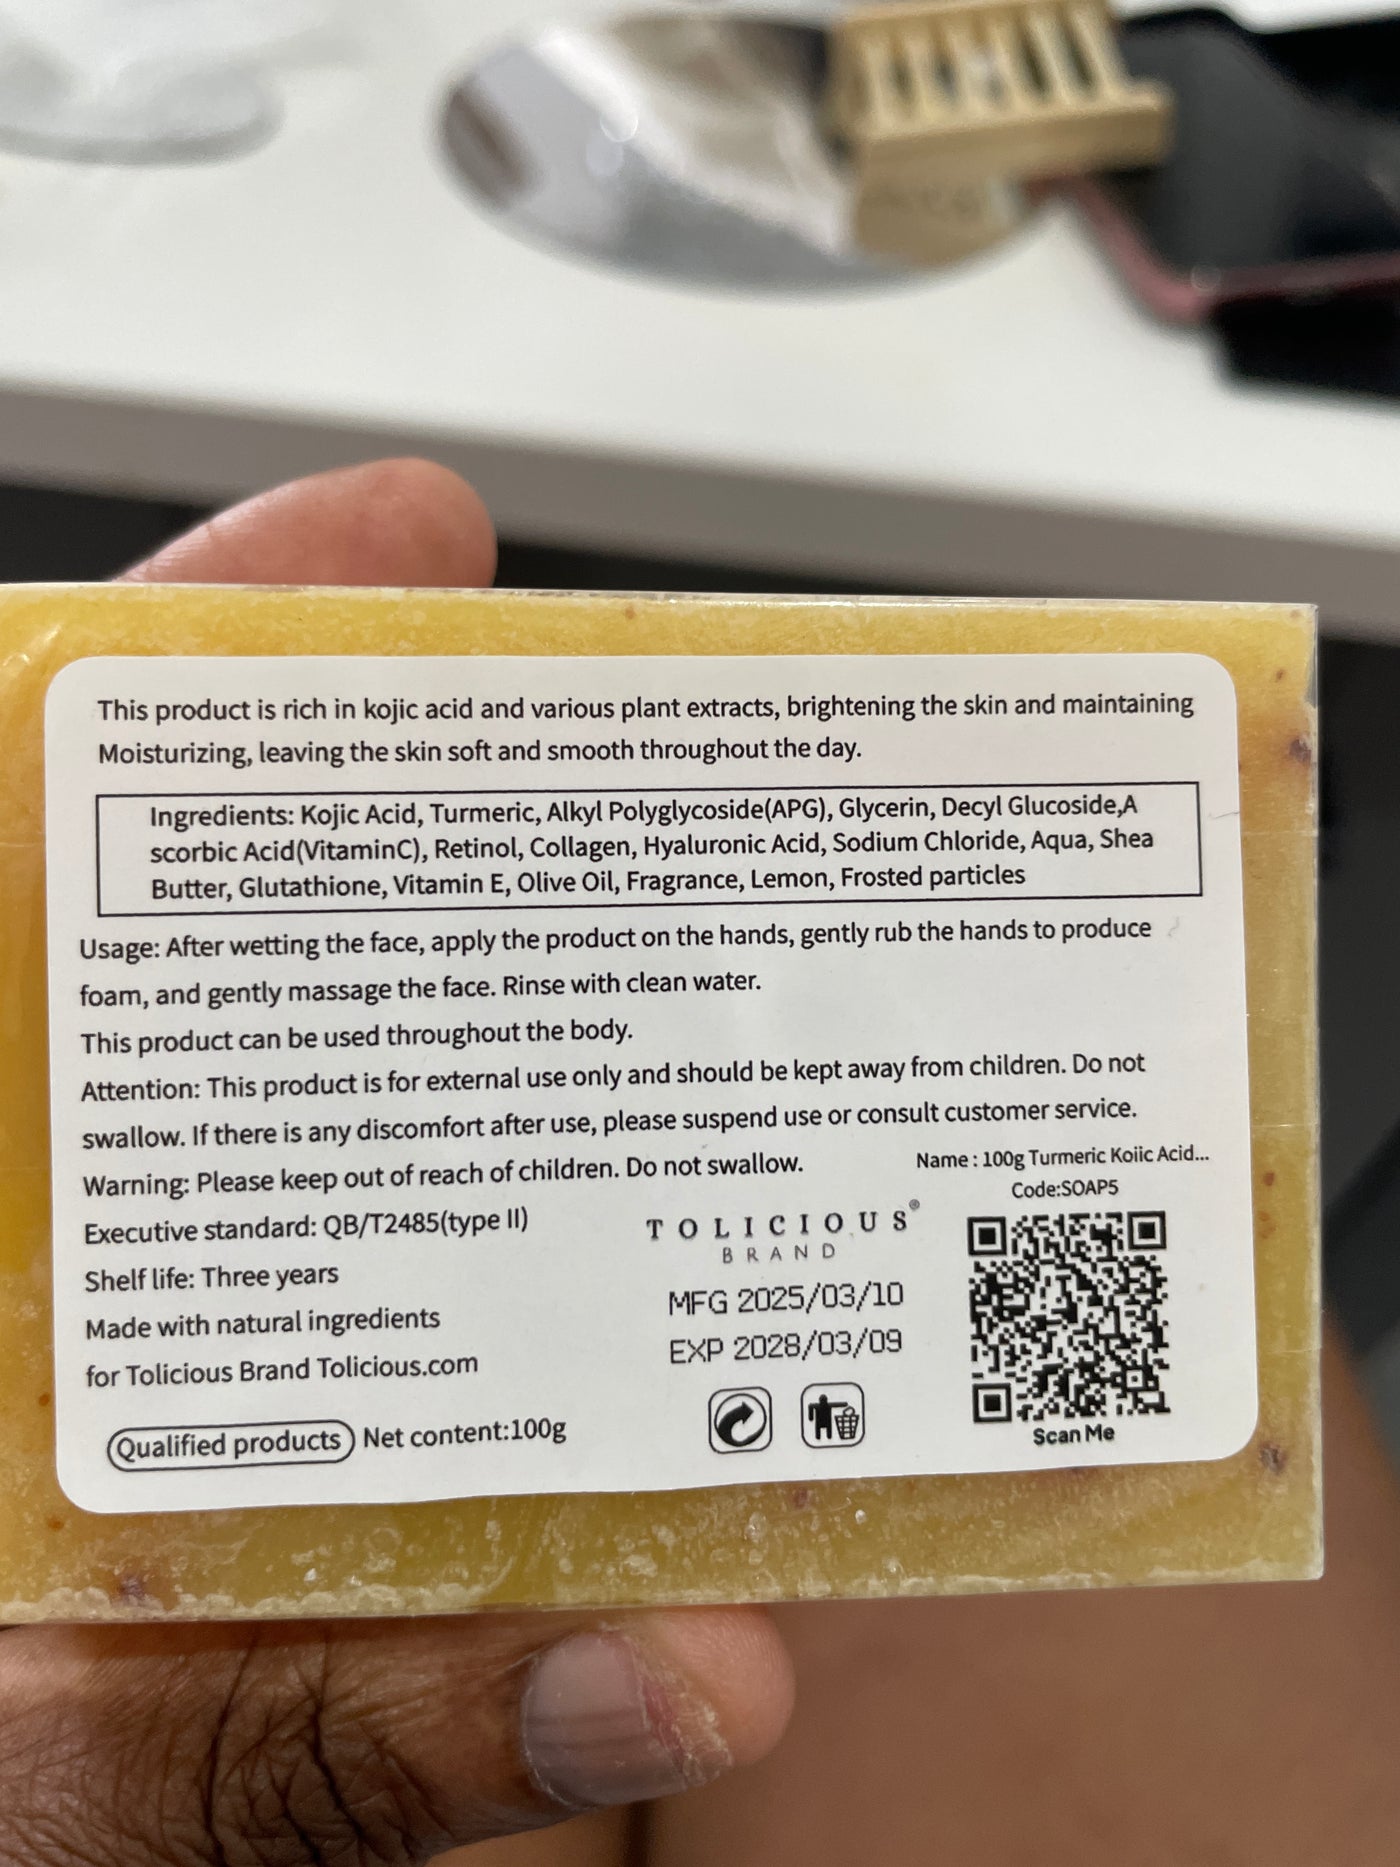 This product is rich in kojic acid and various plant extracts, brightening the skin and maintaining
Moisturizing, leaving the skin soft and smooth throughout the day.
Ingredients: Kojic Acid, Turmeric, Alkyl Polyglycoside(APG), Glycerin, Decyl Glucoside,A
scorbic Acid(VitaminC), Retinol, Collagen, Hyaluronic Acid, Sodium Chloride, Aqua, Shea
Butter, Glutathione, Vitamin E, Olive Oil, Fragrance, Lemon, Frosted particles
Usage: After wetting the face, apply the product on the hands, gently rub the hands to produce
foam, and gently massage the face. Rinse with clean water.
This product can be used throughout the body.
Attention: This product is for external use only and should be kept away from children. Do not
swallow. If there is any discomfort after use, please suspend use or consult customer service.
Warning: Please keep out of reach of children. Do not swallow.
Executive standard: QB/T2485(type II)
Shelf life: Three years
Made with natural ingredients
for Tolicious Brand Tolicious.com
Qualified products Net content:100g
TOLICIOUS®
BRAND
MFG 2025/03/10
EXP 2028/03/09
Name : 100g Turmeric Koiic Acid...
Code:SOAP5
Scan Me